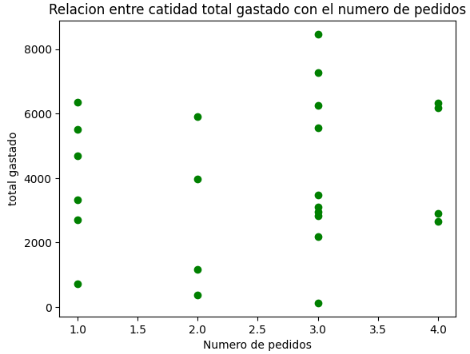 Relacion entre catidad total gastado con el numero de pedidos
8000
6000
4000
2000
0
total gastado
1.0 1.5 2.0 2.5 3.0 3.5 4.0
Numero de pedidos